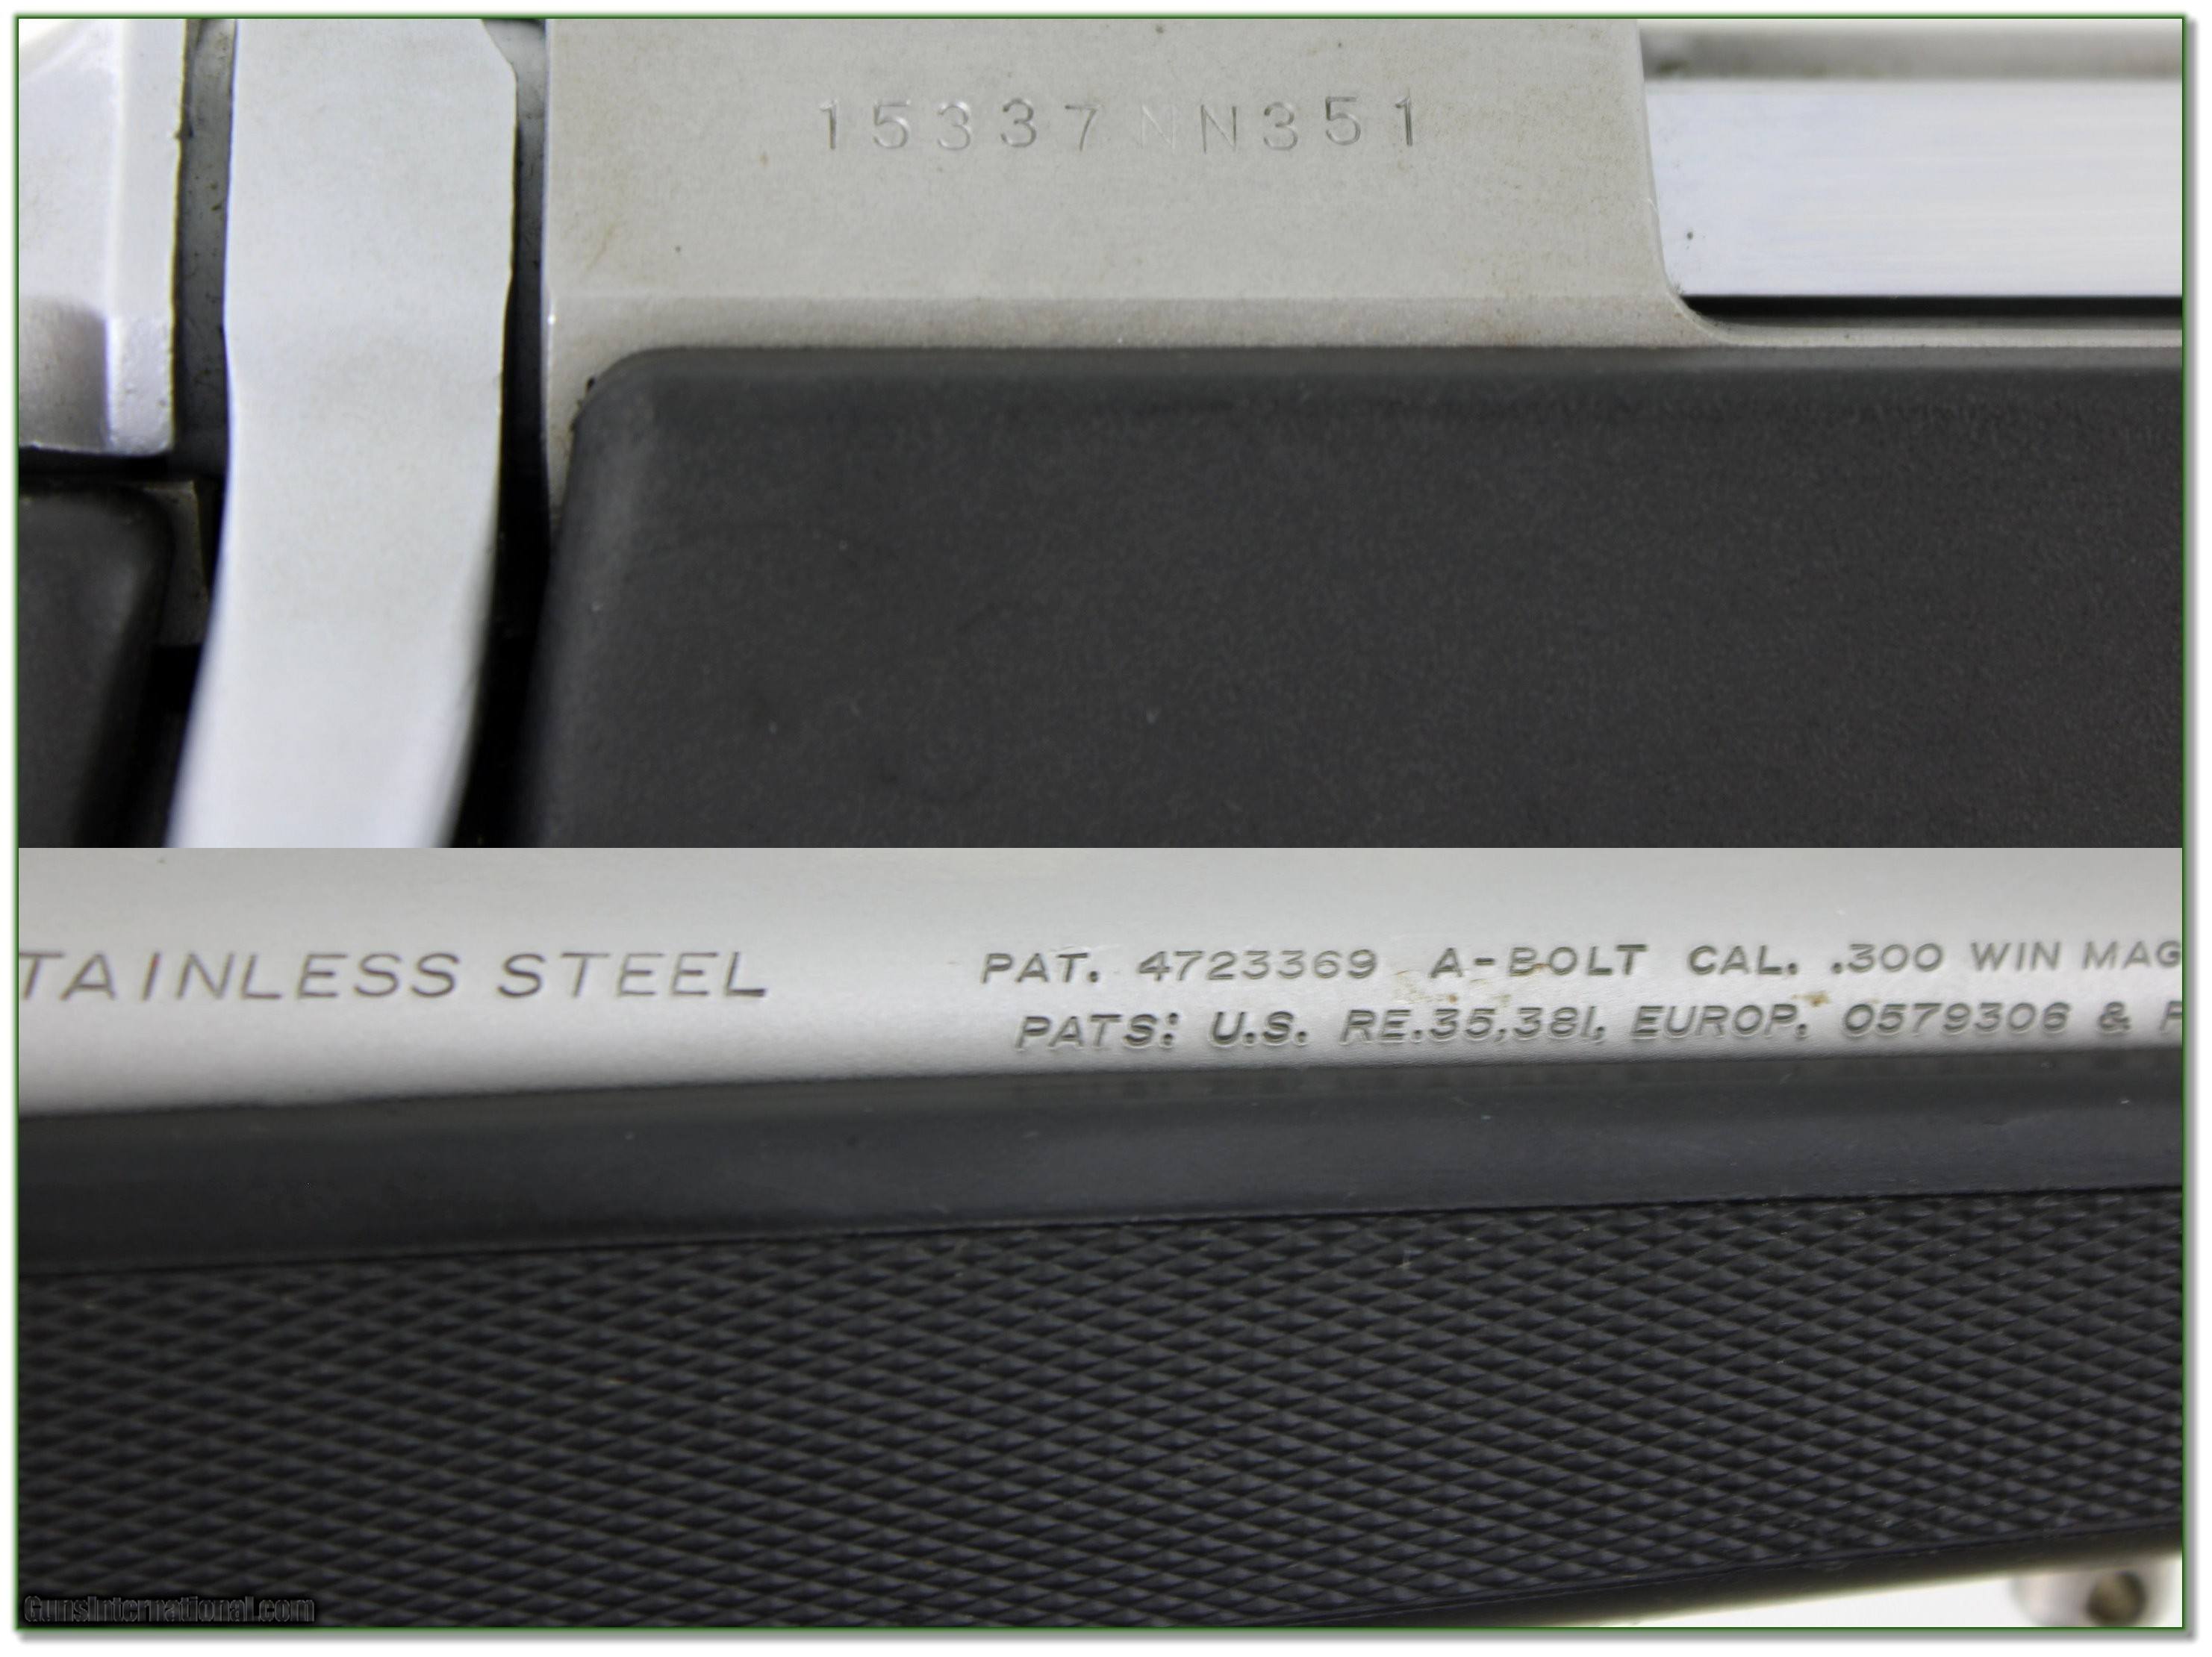 15337NN351
TAINLESS STEEL
PAT. 4723369 A-BOLT CAL. .300 WIN MAG
PATS: U.S. RE.35,381, EUROP. 0579306 &
GunsInternational.com